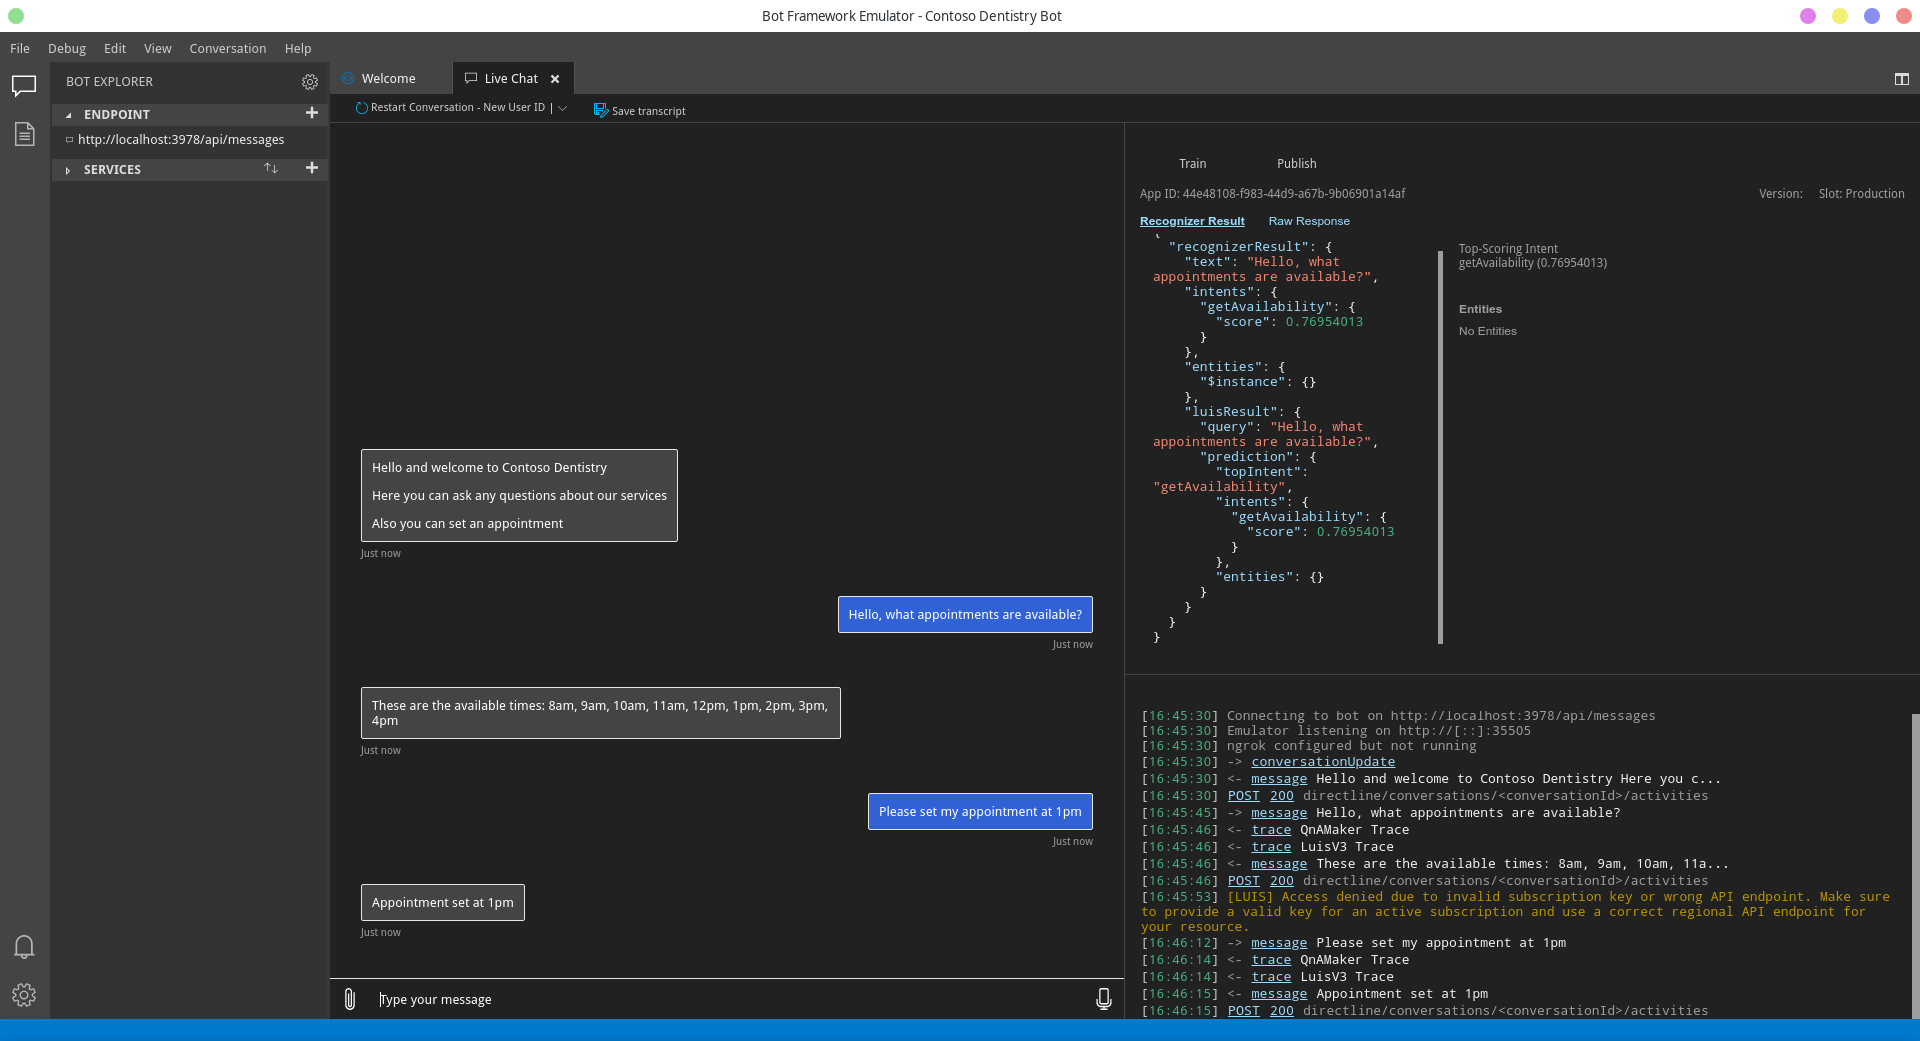 Bot Framework Emulator - Contoso Dentistry Bot
File Debug Edit View Conversation Help
BOT EXPLORER
ENDPOINT
http://localhost:3978/api/messages
SERVICES
Welcome
Live Chat
Restart Conversation - New User ID |
Save transcript
Hello and welcome to Contoso Dentistry
Here you can ask any questions about our services
Also you can set an appointment
Just now
Hello, what appointments are available?
Just now
These are the available times: 8am, 9am, 10am, 11am, 12pm, 1pm, 2pm, 3pm,
4pm
Just now
Please set my appointment at 1pm
Just now
Appointment set at 1pm
Just now
Type your message
Train Publish
App ID: 44e48108-f983-44d9-a67b-9b06901a14af
Version: Slot: Production
Recognizer Result Raw Response
{
"recognizerResult": {
"text": "Hello, what
appointments are available?",
"intents": {
"getAvailability": {
"score": 0.76954013
}
},
"entities": {
"$instance": {}
},
"luisResult": {
"query": "Hello, what
appointments are available?",
"prediction": {
"topIntent":
"getAvailability",
"intents": {
"getAvailability": {
"score": 0.76954013
}
},
"entities": {}
}
}
}
}
Top-Scoring Intent
getAvailability (0.76954013)
Entities
No Entities
[16:45:30] Connecting to bot on http://localhost:3978/api/messages
[16:45:30] Emulator listening on http://[::]:35505
[16:45:30] ngrok configured but not running
[16:45:30] -> conversationUpdate
[16:45:30] <- message Hello and welcome to Contoso Dentistry Here you c...
[16:45:30] POST 200 directline/conversations/<conversationId>/activities
[16:45:45] -> message Hello, what appointments are available?
[16:45:46] <- trace QnAMaker Trace
[16:45:46] <- trace LuisV3 Trace
[16:45:46] <- message These are the available times: 8am, 9am, 10am, 11a...
[16:45:46] POST 200 directline/conversations/<conversationId>/activities
[16:45:53] [LUIS] Access denied due to invalid subscription key or wrong API endpoint. Make sure
to provide a valid key for an active subscription and use a correct regional API endpoint for
your resource.
[16:46:12] -> message Please set my appointment at 1pm
[16:46:14] <- trace QnAMaker Trace
[16:46:14] <- trace LuisV3 Trace
[16:46:15] <- message Appointment set at 1pm
[16:46:15] POST 200 directline/conversations/<conversationId>/activities